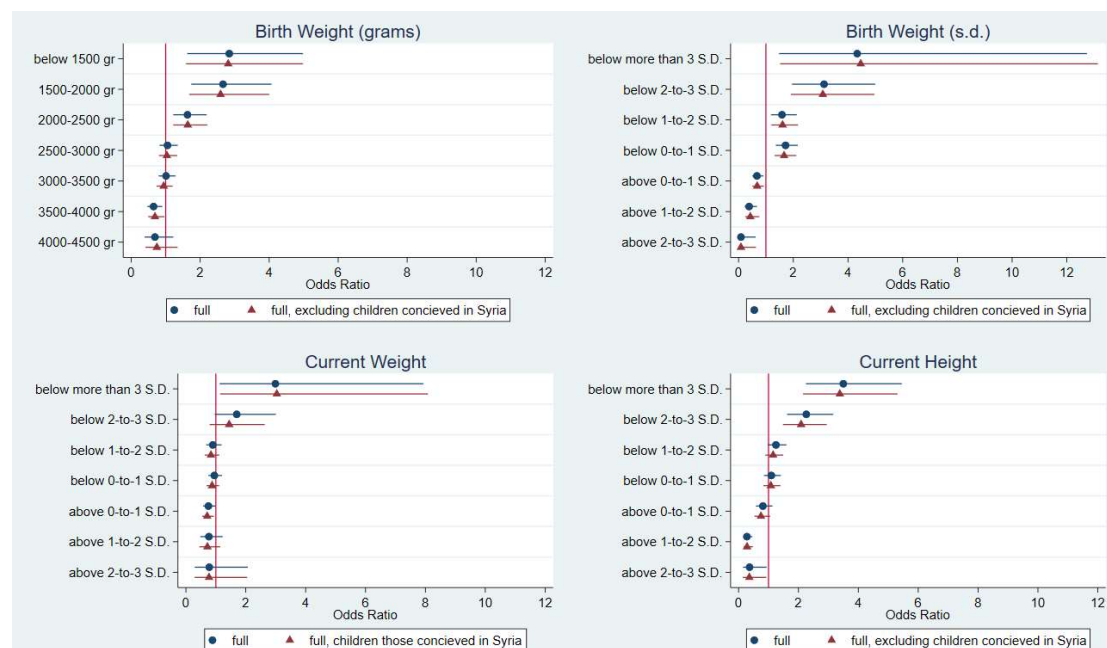 Birth Weight (grams)
below 1500 gr
1500-2000 gr
2000-2500 gr
2500-3000 gr
3000-3500 gr
3500-4000 gr
4000-4500 gr
0 2 4 6 8 10 12
Odds Ratio
full full, excluding children concieved in Syria
Birth Weight (s.d.)
below more than 3 S.D.
below 2-to-3 S.D.
below 1-to-2 S.D.
below 0-to-1 S.D.
above 0-to-1 S.D.
above 1-to-2 S.D.
above 2-to-3 S.D.
0 2 4 6 8 10 12
Odds Ratio
full full, excluding children concieved in Syria
Current Weight
below more than 3 S.D.
below 2-to-3 S.D.
below 1-to-2 S.D.
below 0-to-1 S.D.
above 0-to-1 S.D.
above 1-to-2 S.D.
above 2-to-3 S.D.
0 2 4 6 8 10 12
Odds Ratio
full full, children those concieved in Syria
Current Height
below more than 3 S.D.
below 2-to-3 S.D.
below 1-to-2 S.D.
below 0-to-1 S.D.
above 0-to-1 S.D.
above 1-to-2 S.D.
above 2-to-3 S.D.
0 2 4 6 8 10 12
Odds Ratio
full full, excluding children concieved in Syria